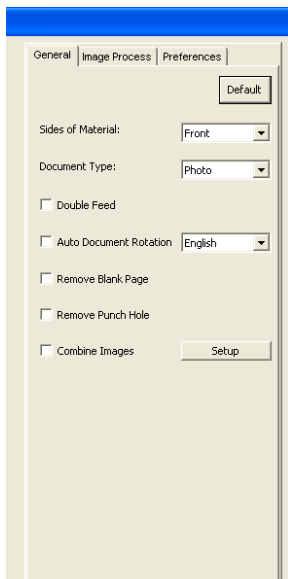 General Image Process Preferences
Default
Sides of Material: Front
Document Type: Photo
Double Feed
Auto Document Rotation English
Remove Blank Page
Remove Punch Hole
Combine Images Setup